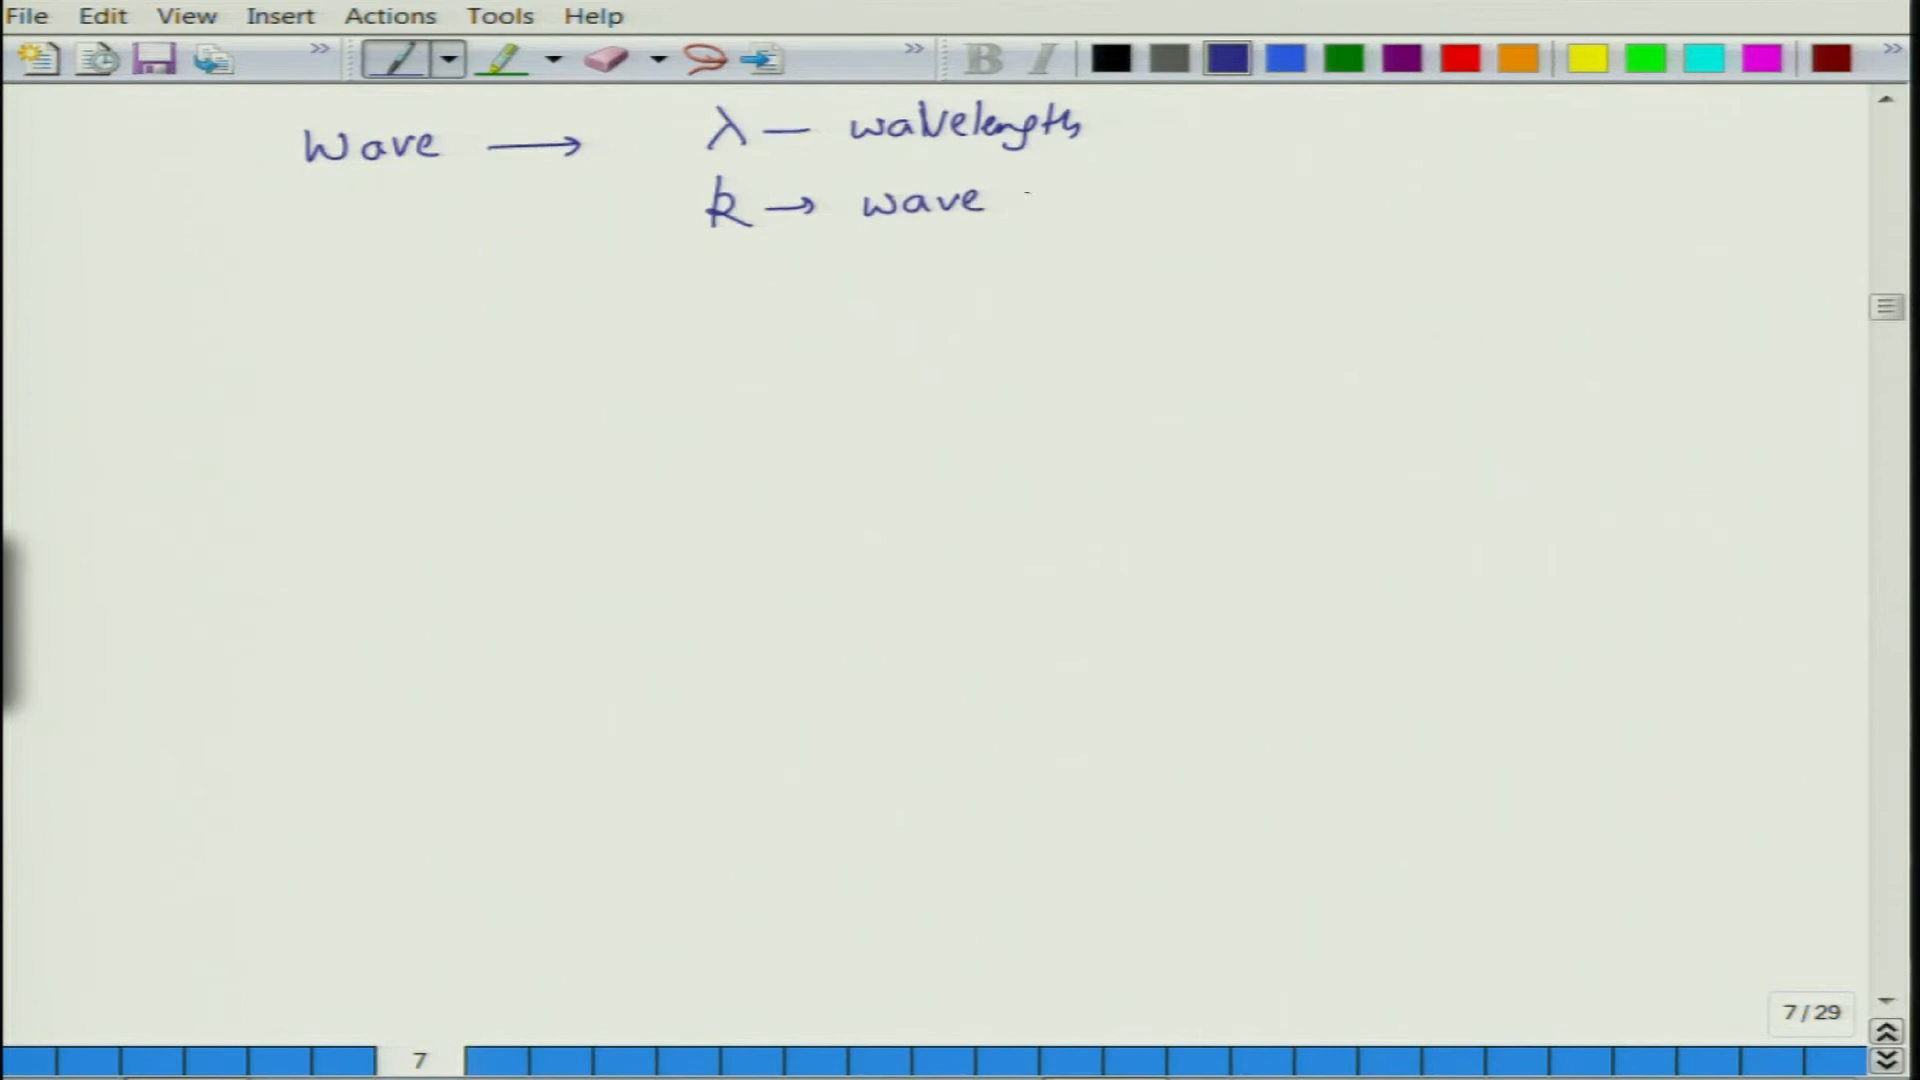 File Edit View Insert Actions Tools Help
B I
Wave → λ — wavelength
k → wave
7 / 29
7